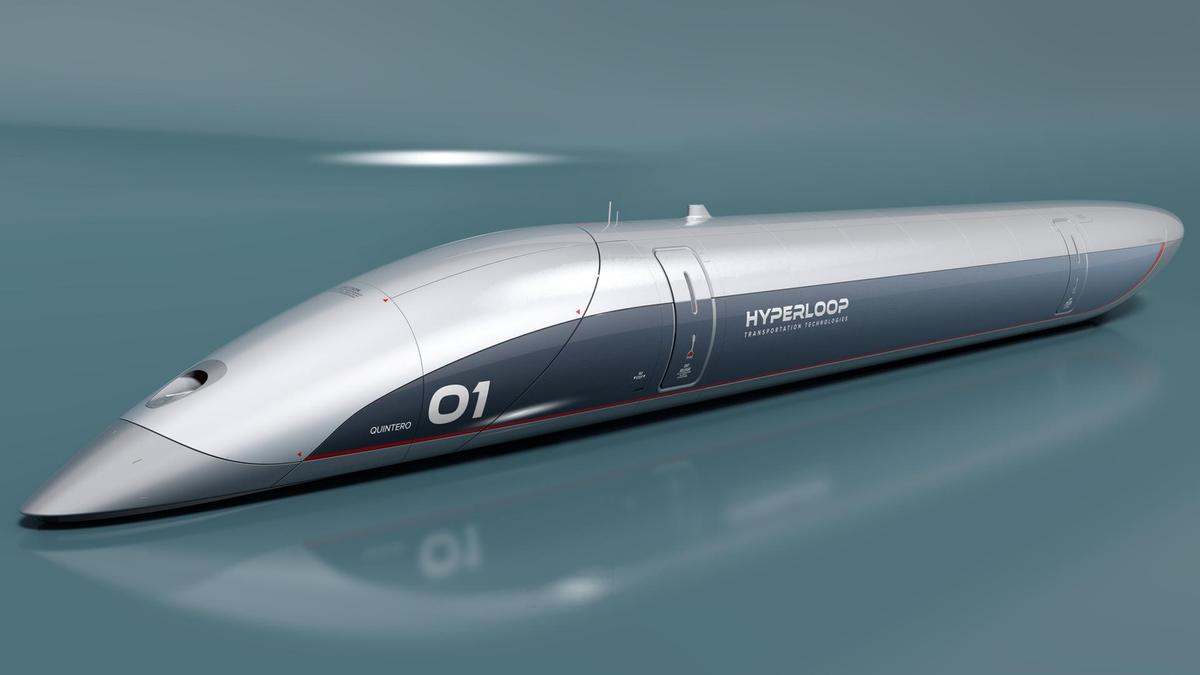 HYPERLOOP
TRANSPORTATION TECHNOLOGIES
01
QUINTERO